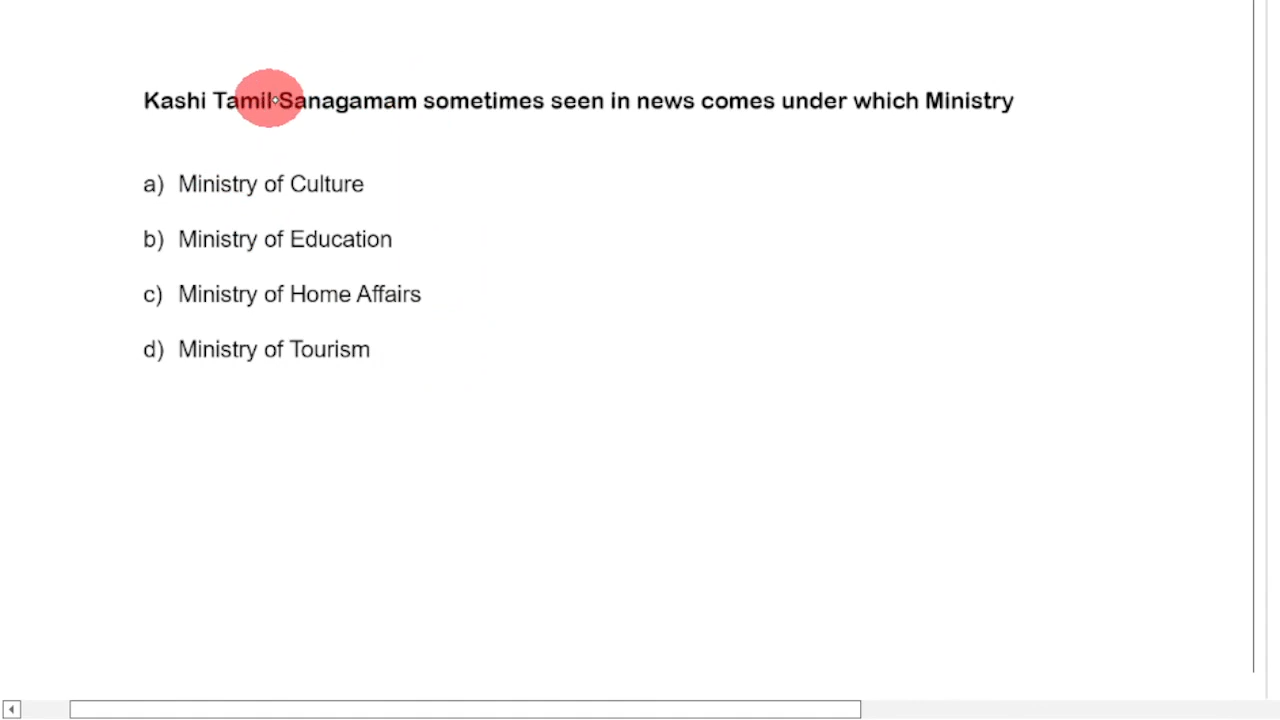 Kashi Tamil Sanagamam sometimes seen in news comes under which Ministry
a) Ministry of Culture
b) Ministry of Education
c) Ministry of Home Affairs
d) Ministry of Tourism